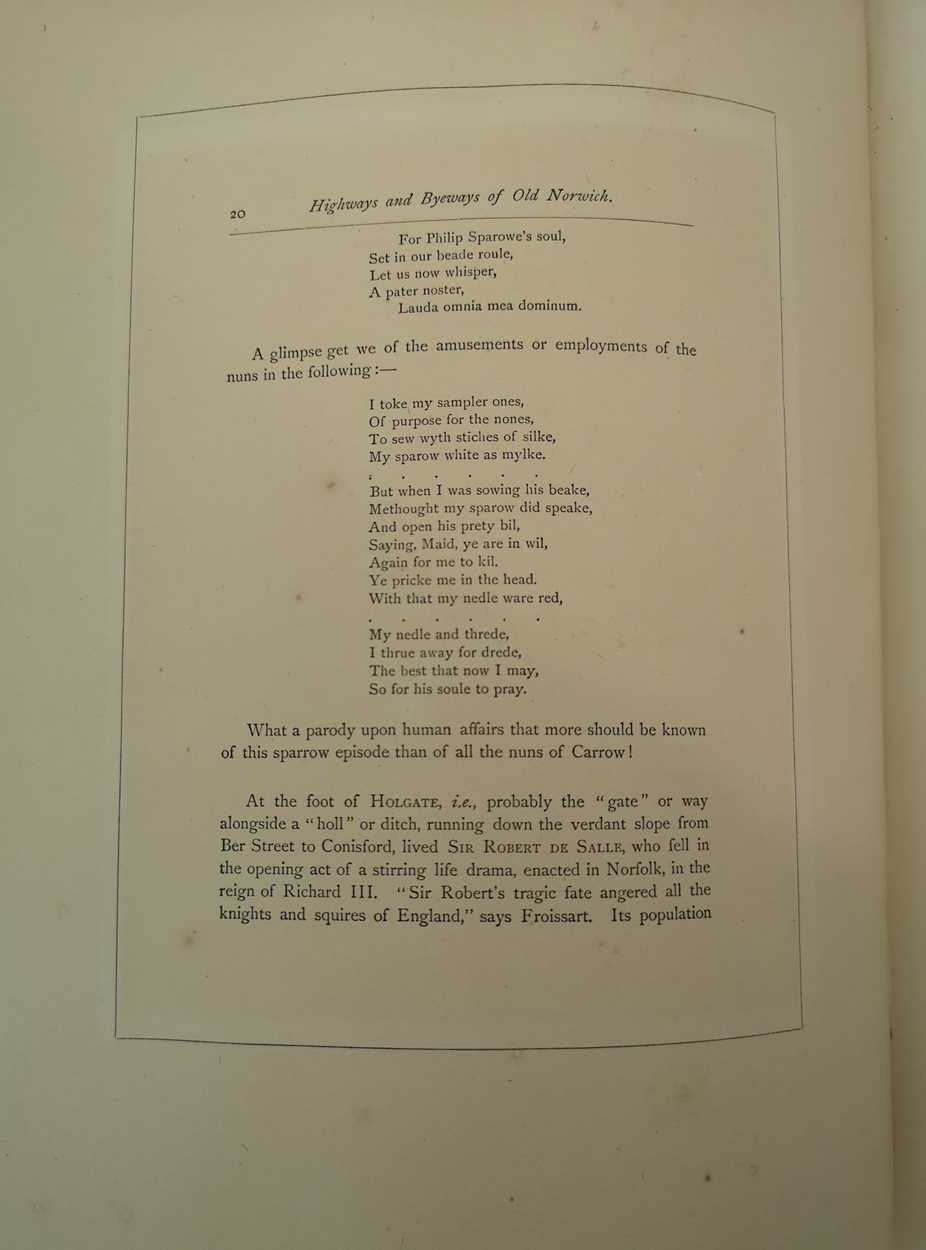 20
Highways and Byeways of Old Norwich.
For Philip Sparowe's soul,
Set in our beade roule,
Let us now whisper,
A pater noster,
Lauda omnia mea dominum.
A glimpse get we of the amusements or employments of the
nuns in the following:—
I toke my sampler ones,
Of purpose for the nones,
To sew wyth stiches of silke,
My sparow white as mylke.
. . . . . .
But when I was sowing his beake,
Methought my sparow did speake,
And open his prety bil,
Saying, Maid, ye are in wil,
Again for me to kil.
Ye pricke me in the head.
With that my nedle ware red,
. . . . . .
My nedle and threde,
I thrue away for drede,
The best that now I may,
So for his soule to pray.
What a parody upon human affairs that more should be known
of this sparrow episode than of all the nuns of Carrow!
At the foot of HOLGATE, i.e., probably the "gate" or way
alongside a "holl" or ditch, running down the verdant slope from
Ber Street to Conisford, lived SIR ROBERT DE SALLE, who fell in
the opening act of a stirring life drama, enacted in Norfolk, in the
reign of Richard III. "Sir Robert's tragic fate angered all the
knights and squires of England," says Froissart. Its population